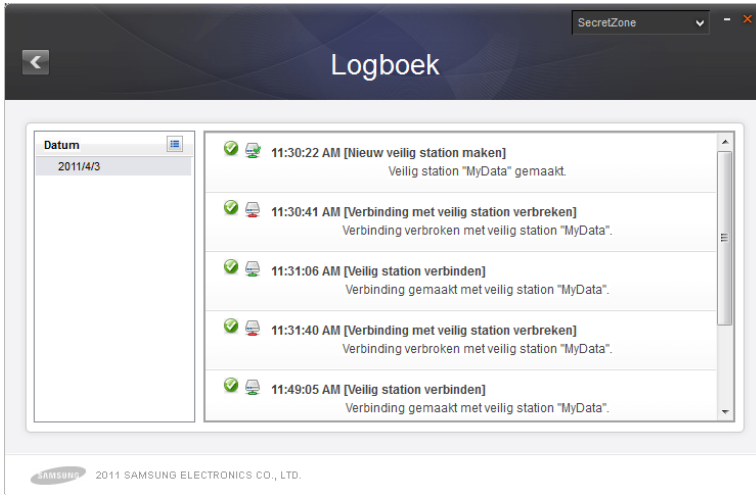 SecretZone
Logboek
Datum
2011/4/3
11:30:22 AM [Nieuw veilig station maken]
Veilig station "MyData" gemaakt.
11:30:41 AM [Verbinding met veilig station verbreken]
Verbinding verbroken met veilig station "MyData".
11:31:06 AM [Veilig station verbinden]
Verbinding gemaakt met veilig station "MyData".
11:31:40 AM [Verbinding met veilig station verbreken]
Verbinding verbroken met veilig station "MyData".
11:49:05 AM [Veilig station verbinden]
Verbinding gemaakt met veilig station "MyData".
SAMSUNG 2011 SAMSUNG ELECTRONICS CO., LTD.